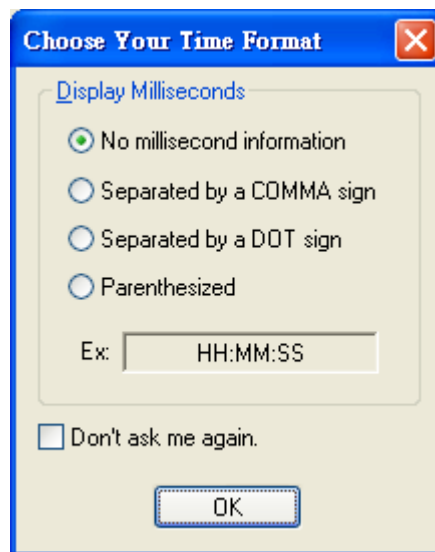 Choose Your Time Format
Display Milliseconds
No millisecond information
Separated by a COMMA sign
Separated by a DOT sign
Parenthesized
Ex: HH:MM:SS
Don't ask me again.
OK